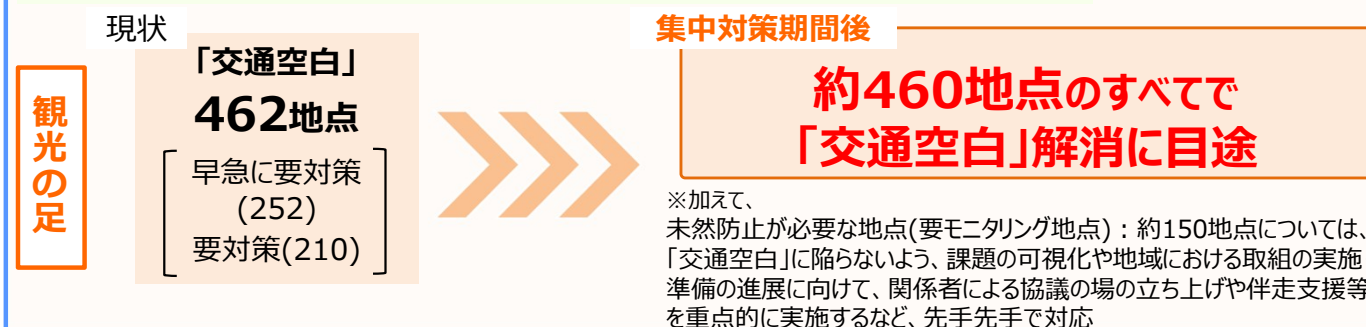 現状
「交通空白」
462地点
早急に要対策
(252)
要対策(210)
観光の足
集中対策期間後
約460地点のすべてで
「交通空白」解消に目途
※加えて、
未然防止が必要な地点(要モニタリング地点)：約150地点については、
「交通空白」に陥らないよう、課題の可視化や地域における取組の実施
準備の進展に向けて、関係者による協議の場の立ち上げや伴走支援等
を重点的に実施するなど、先手先手で対応